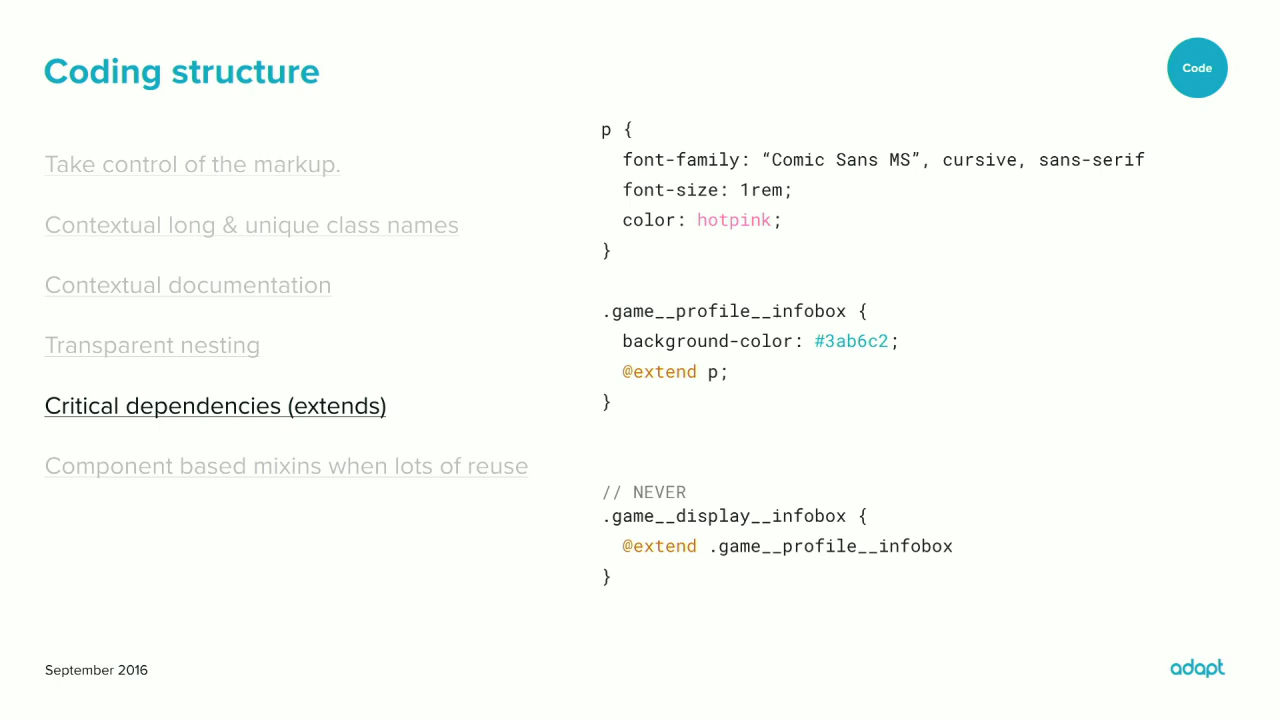 Coding structure
Code
Take control of the markup.
Contextual long & unique class names
Contextual documentation
Transparent nesting
Critical dependencies (extends)
Component based mixins when lots of reuse
p {
font-family: “Comic Sans MS”, cursive, sans-serif
font-size: 1rem;
color: hotpink;
}
.game__profile__infobox {
background-color: #3ab6c2;
@extend p;
}
// NEVER
.game__display__infobox {
@extend .game__profile__infobox
}
September 2016
adapt